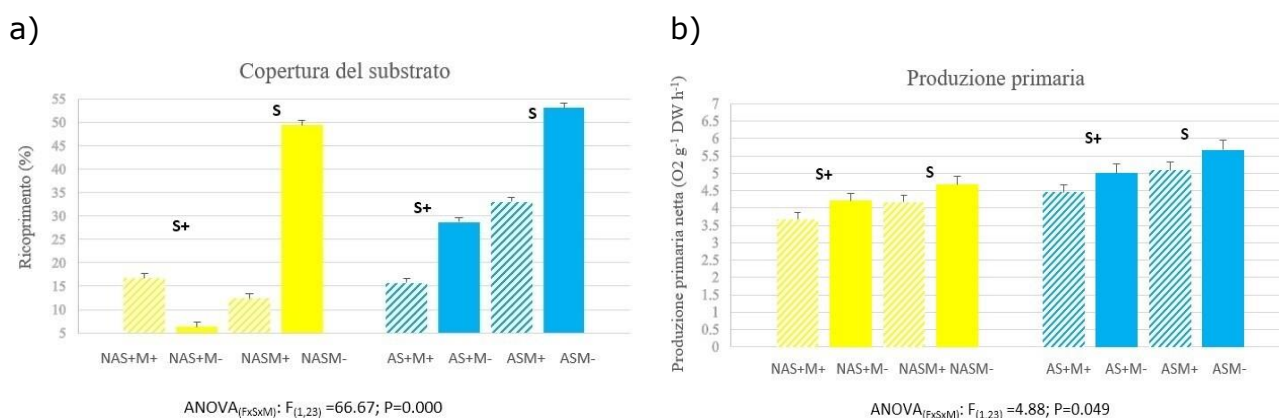 a)
Copertura del substrato
Ricoprimento (%)
55
50
45
40
35
30
25
20
15
10
5
S+
S
S+
S
NAS+M+ NAS+M- NASM+ NASM- AS+M+ AS+M- ASM+ ASM-
ANOVA(FxSxM): F(1,23) =66.67; P=0.000
b)
Produzione primaria
Produzione primaria netta (O2 g-1 DW h-1)
7
6.5
6
5.5
5
4.5
4
3.5
3
2.5
2
1.5
1
0.5
0
S+
S
S+
S
NAS+M+ NAS+M- NASM+ NASM- AS+M+ AS+M- ASM+ ASM-
ANOVA(FxSxM): F(1,23) =4.88; P=0.049